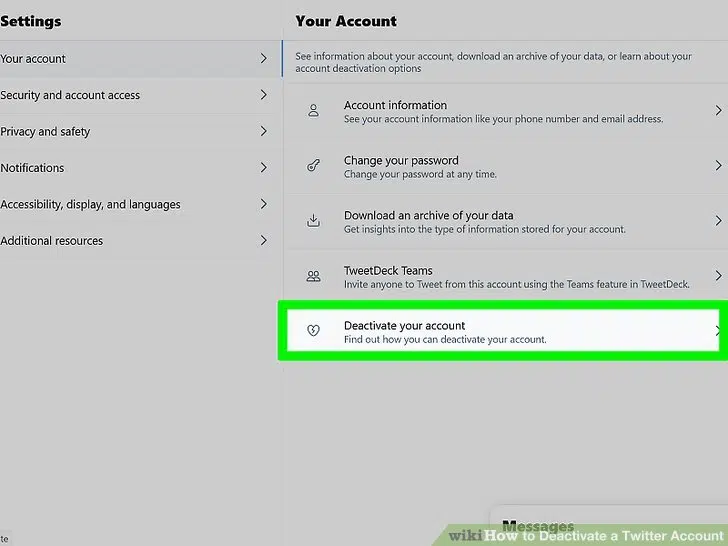 Settings
Your account
Security and account access
Privacy and safety
Notifications
Accessibility, display, and languages
Additional resources
Your Account
See information about your account, download an archive of your data, or learn about your
account deactivation options
Account information
See your account information like your phone number and email address.
Change your password
Change your password at any time.
Download an archive of your data
Get insights into the type of information stored for your account.
TweetDeck Teams
Invite anyone to Tweet from this account using the Teams feature in TweetDeck.
Deactivate your account
Find out how you can deactivate your account.
Messages
te
wikiHow to Deactivate a Twitter Account